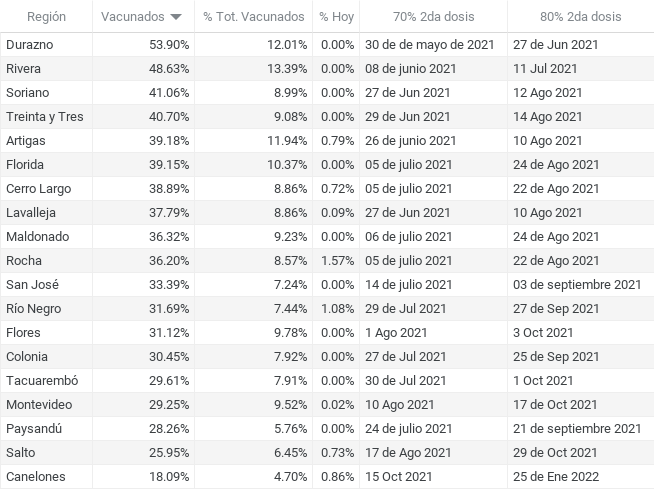 Región Vacunados % Tot. Vacunados % Hoy 70% 2da dosis 80% 2da dosis
Durazno 53.90% 12.01% 0.00% 30 de de mayo de 2021 27 de Jun 2021
Rivera 48.63% 13.39% 0.00% 08 de junio 2021 11 Jul 2021
Soriano 41.06% 8.99% 0.00% 27 de Jun 2021 12 Ago 2021
Treinta y Tres 40.70% 9.08% 0.00% 29 de Jun 2021 14 Ago 2021
Artigas 39.18% 11.94% 0.79% 26 de junio 2021 10 Ago 2021
Florida 39.15% 10.37% 0.00% 05 de julio 2021 24 de Ago 2021
Cerro Largo 38.89% 8.86% 0.72% 05 de julio 2021 22 de Ago 2021
Lavalleja 37.79% 8.86% 0.09% 27 de Jun 2021 10 Ago 2021
Maldonado 36.32% 9.23% 0.00% 06 de julio 2021 24 de Ago 2021
Rocha 36.20% 8.57% 1.57% 05 de julio 2021 22 de Ago 2021
San José 33.39% 7.24% 0.00% 14 de julio 2021 03 de septiembre 2021
Río Negro 31.69% 7.44% 1.08% 29 de Jul 2021 27 de Sep 2021
Flores 31.12% 9.78% 0.00% 1 Ago 2021 3 Oct 2021
Colonia 30.45% 7.92% 0.00% 27 de Jul 2021 25 de Sep 2021
Tacuarembó 29.61% 7.91% 0.00% 30 de Jul 2021 1 Oct 2021
Montevideo 29.25% 9.52% 0.02% 10 Ago 2021 17 de Oct 2021
Paysandú 28.26% 5.76% 0.00% 24 de julio 2021 21 de septiembre 2021
Salto 25.95% 6.45% 0.73% 17 de Ago 2021 29 de Oct 2021
Canelones 18.09% 4.70% 0.86% 15 Oct 2021 25 de Ene 2022